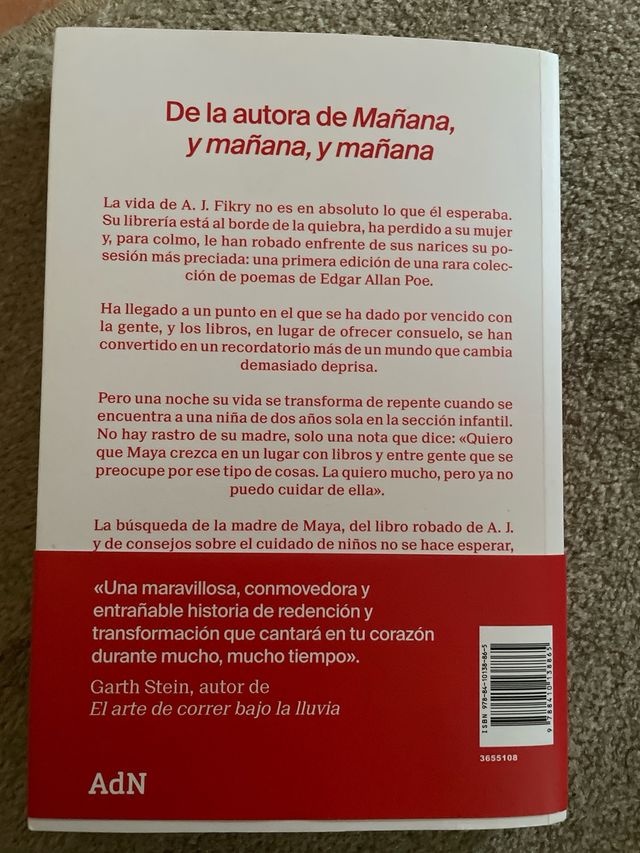 De la autora de Mañana,
y mañana, y mañana
La vida de A. J. Fikry no es en absoluto lo que él esperaba.
Su librería está al borde de la quiebra, ha perdido a su mujer
y, para colmo, le han robado enfrente de sus narices su po-
sesión más preciada: una primera edición de una rara colec-
ción de poemas de Edgar Allan Poe.
Ha llegado a un punto en el que se ha dado por vencido con
la gente, y los libros, en lugar de ofrecer consuelo, se han
convertido en un recordatorio más de un mundo que cambia
demasiado deprisa.
Pero una noche su vida se transforma de repente cuando se
encuentra a una niña de dos años sola en la sección infantil.
No hay rastro de su madre, solo una nota que dice: «Quiero
que Maya crezca en un lugar con libros y entre gente que se
preocupe por ese tipo de cosas. La quiero mucho, pero ya no
puedo cuidar de ella».
La búsqueda de la madre de Maya, del libro robado de A. J.
y de consejos sobre el cuidado de niños no se hace esperar,
«Una maravillosa, conmovedora y
entrañable historia de redención y
transformación que cantará en tu corazón
durante mucho, mucho tiempo».
Garth Stein, autor de
El arte de correr bajo la lluvia
AdN
ISBN 978-84-10138-86-5
9 788410 138865
3655108